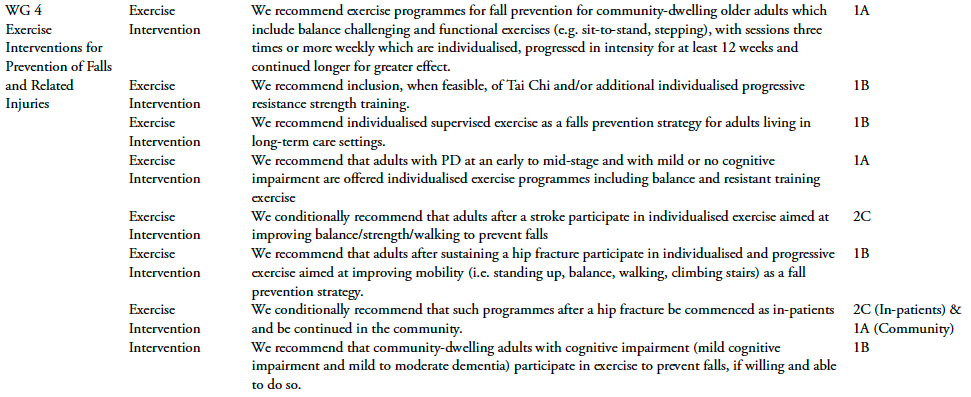 WG 4 Exercise We recommend exercise programmes for fall prevention for community-dwelling older adults which 1A
Exercise Intervention include balance challenging and functional exercises (e.g. sit-to-stand, stepping), with sessions three
Interventions for times or more weekly which are individualised, progressed in intensity for at least 12 weeks and
Prevention of Falls continued longer for greater effect.
and Related Exercise We recommend inclusion, when feasible, of Tai Chi and/or additional individualised progressive 1B
Injuries Intervention resistance strength training.
Exercise We recommend individualised supervised exercise as a falls prevention strategy for adults living in 1B
Intervention long-term care settings.
Exercise We recommend that adults with PD at an early to mid-stage and with mild or no cognitive 1A
Intervention impairment are offered individualised exercise programmes including balance and resistant training
exercise
Exercise We conditionally recommend that adults after a stroke participate in individualised exercise aimed at 2C
Intervention improving balance/strength/walking to prevent falls
Exercise We recommend that adults after sustaining a hip fracture participate in individualised and progressive 1B
Intervention exercise aimed at improving mobility (i.e. standing up, balance, walking, climbing stairs) as a fall
prevention strategy.
Exercise We conditionally recommend that such programmes after a hip fracture be commenced as in-patients 2C (In-patients) &
Intervention and be continued in the community. 1A (Community)
Intervention We recommend that community-dwelling adults with cognitive impairment (mild cognitive 1B
impairment and mild to moderate dementia) participate in exercise to prevent falls, if willing and able
to do so.